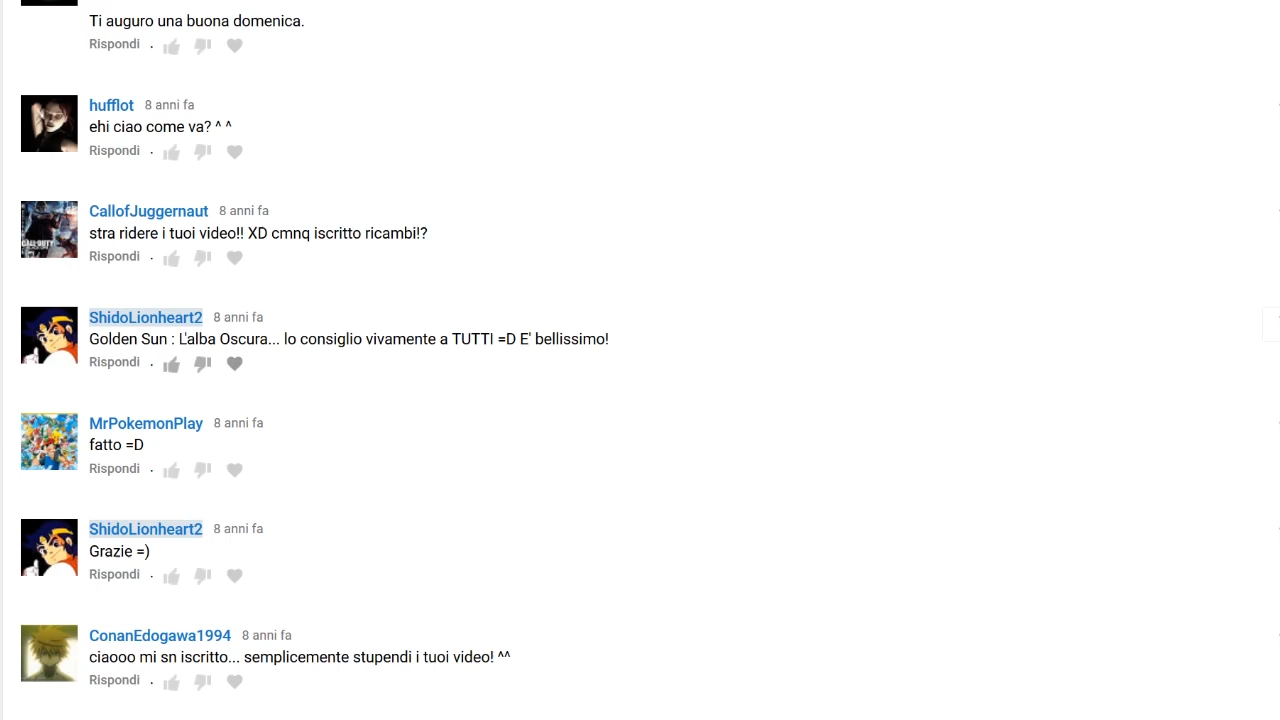 Ti auguro una buona domenica.
Rispondi .
hufflot 8 anni fa
ehi ciao come va? ^ ^
Rispondi .
CallofJuggernaut 8 anni fa
stra ridere i tuoi video!! XD cmnq iscritto ricambi!?
Rispondi .
ShidoLionheart2 8 anni fa
Golden Sun : L'alba Oscura... lo consiglio vivamente a TUTTI =D E' bellissimo!
Rispondi .
MrPokemonPlay 8 anni fa
fatto =D
Rispondi .
ShidoLionheart2 8 anni fa
Grazie =)
Rispondi .
ConanEdogawa1994 8 anni fa
ciaooo mi sn iscritto... semplicemente stupendi i tuoi video! ^^
Rispondi .